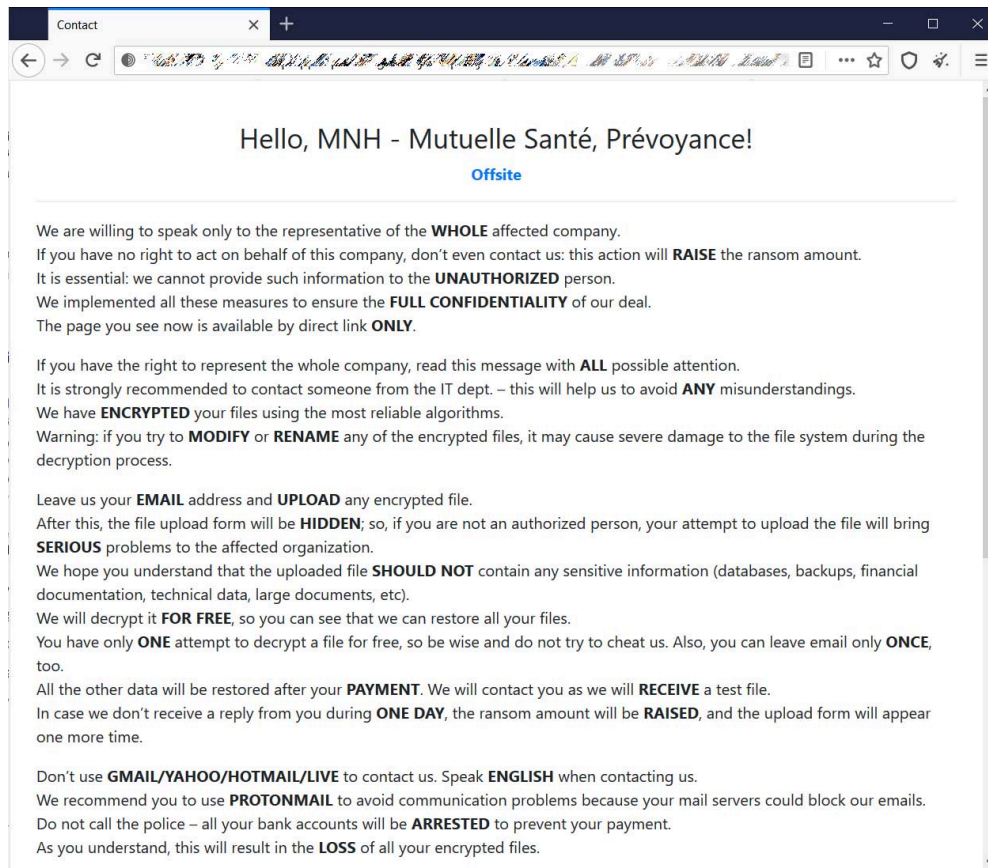 Contact
Hello, MNH - Mutuelle Santé, Prévoyance!
Offsite
We are willing to speak only to the representative of the WHOLE affected company.
If you have no right to act on behalf of this company, don’t even contact us: this action will RAISE the ransom amount.
It is essential: we cannot provide such information to the UNAUTHORIZED person.
We implemented all these measures to ensure the FULL CONFIDENTIALITY of our deal.
The page you see now is available by direct link ONLY.
If you have the right to represent the whole company, read this message with ALL possible attention.
It is strongly recommended to contact someone from the IT dept. – this will help us to avoid ANY misunderstandings.
We have ENCRYPTED your files using the most reliable algorithms.
Warning: if you try to MODIFY or RENAME any of the encrypted files, it may cause severe damage to the file system during the
decryption process.
Leave us your EMAIL address and UPLOAD any encrypted file.
After this, the file upload form will be HIDDEN; so, if you are not an authorized person, your attempt to upload the file will bring
SERIOUS problems to the affected organization.
We hope you understand that the uploaded file SHOULD NOT contain any sensitive information (databases, backups, financial
documentation, technical data, large documents, etc).
We will decrypt it FOR FREE, so you can see that we can restore all your files.
You have only ONE attempt to decrypt a file for free, so be wise and do not try to cheat us. Also, you can leave email only ONCE,
too.
All the other data will be restored after your PAYMENT. We will contact you as we will RECEIVE a test file.
In case we don’t receive a reply from you during ONE DAY, the ransom amount will be RAISED, and the upload form will appear
one more time.
Don’t use GMAIL/YAHOO/HOTMAIL/LIVE to contact us. Speak ENGLISH when contacting us.
We recommend you to use PROTONMAIL to avoid communication problems because your mail servers could block our emails.
Do not call the police – all your bank accounts will be ARRESTED to prevent your payment.
As you understand, this will result in the LOSS of all your encrypted files.